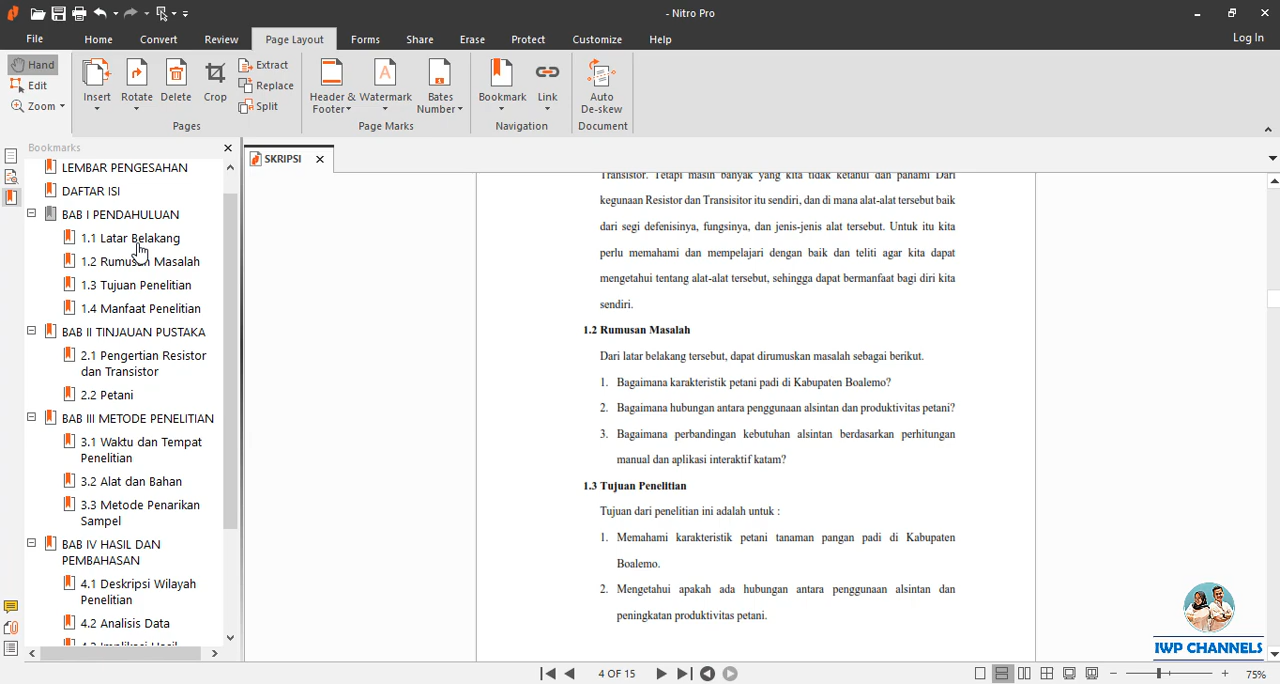 - Nitro Pro
File Home Convert Review Page Layout Forms Share Erase Protect Customize Help Log In
Hand
Edit
Zoom
Insert
Rotate
Delete
Crop
Extract
Replace
Split
Pages
Header & Footer
Watermark
Bates Number
Page Marks
Bookmark
Link
Navigation
Auto De-skew
Document
Bookmarks
LEMBAR PENGESAHAN
DAFTAR ISI
BAB I PENDAHULUAN
1.1 Latar Belakang
1.2 Rumusan Masalah
1.3 Tujuan Penelitian
1.4 Manfaat Penelitian
BAB II TINJAUAN PUSTAKA
2.1 Pengertian Resistor
dan Transistor
2.2 Petani
BAB III METODE PENELITIAN
3.1 Waktu dan Tempat
Penelitian
3.2 Alat dan Bahan
3.3 Metode Penarikan
Sampel
BAB IV HASIL DAN
PEMBAHASAN
4.1 Deskripsi Wilayah
Penelitian
4.2 Analisis Data
SKRIPSI
Transistor. Tetapi masih banyak yang kita tidak ketahui dan pahami Dari
kegunaan Resistor dan Transisitor itu sendiri, dan di mana alat-alat tersebut baik
dari segi defenisinya, fungsinya, dan jenis-jenis alat tersebut. Untuk itu kita
perlu memahami dan mempelajari dengan baik dan teliti agar kita dapat
mengetahui tentang alat-alat tersebut, sehingga dapat bermanfaat bagi diri kita
sendiri.
1.2 Rumusan Masalah
Dari latar belakang tersebut, dapat dirumuskan masalah sebagai berikut.
1. Bagaimana karakteristik petani padi di Kabupaten Boalemo?
2. Bagaimana hubungan antara penggunaan alsintan dan produktivitas petani?
3. Bagaimana perbandingan kebutuhan alsintan berdasarkan perhitungan
manual dan aplikasi interaktif katam?
1.3 Tujuan Penelitian
Tujuan dari penelitian ini adalah untuk :
1. Memahami karakteristik petani tanaman pangan padi di Kabupaten
Boalemo.
2. Mengetahui apakah ada hubungan antara penggunaan alsintan dan
peningkatan produktivitas petani.
IWP CHANNELS
4 OF 15
75%